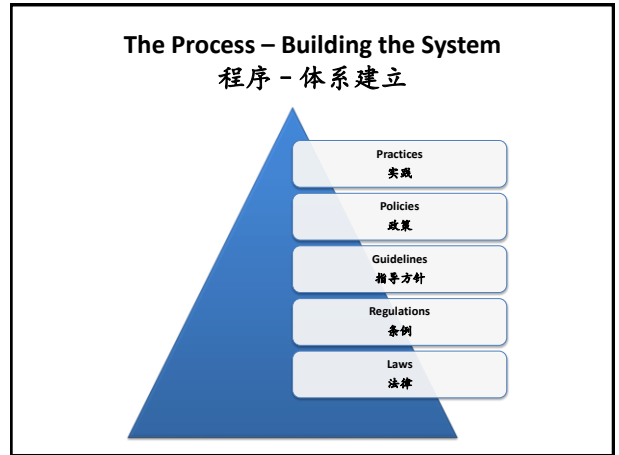 The Process – Building the System
程序 – 体系建立
Practices
实践
Policies
政策
Guidelines
指导方针
Regulations
条例
Laws
法律